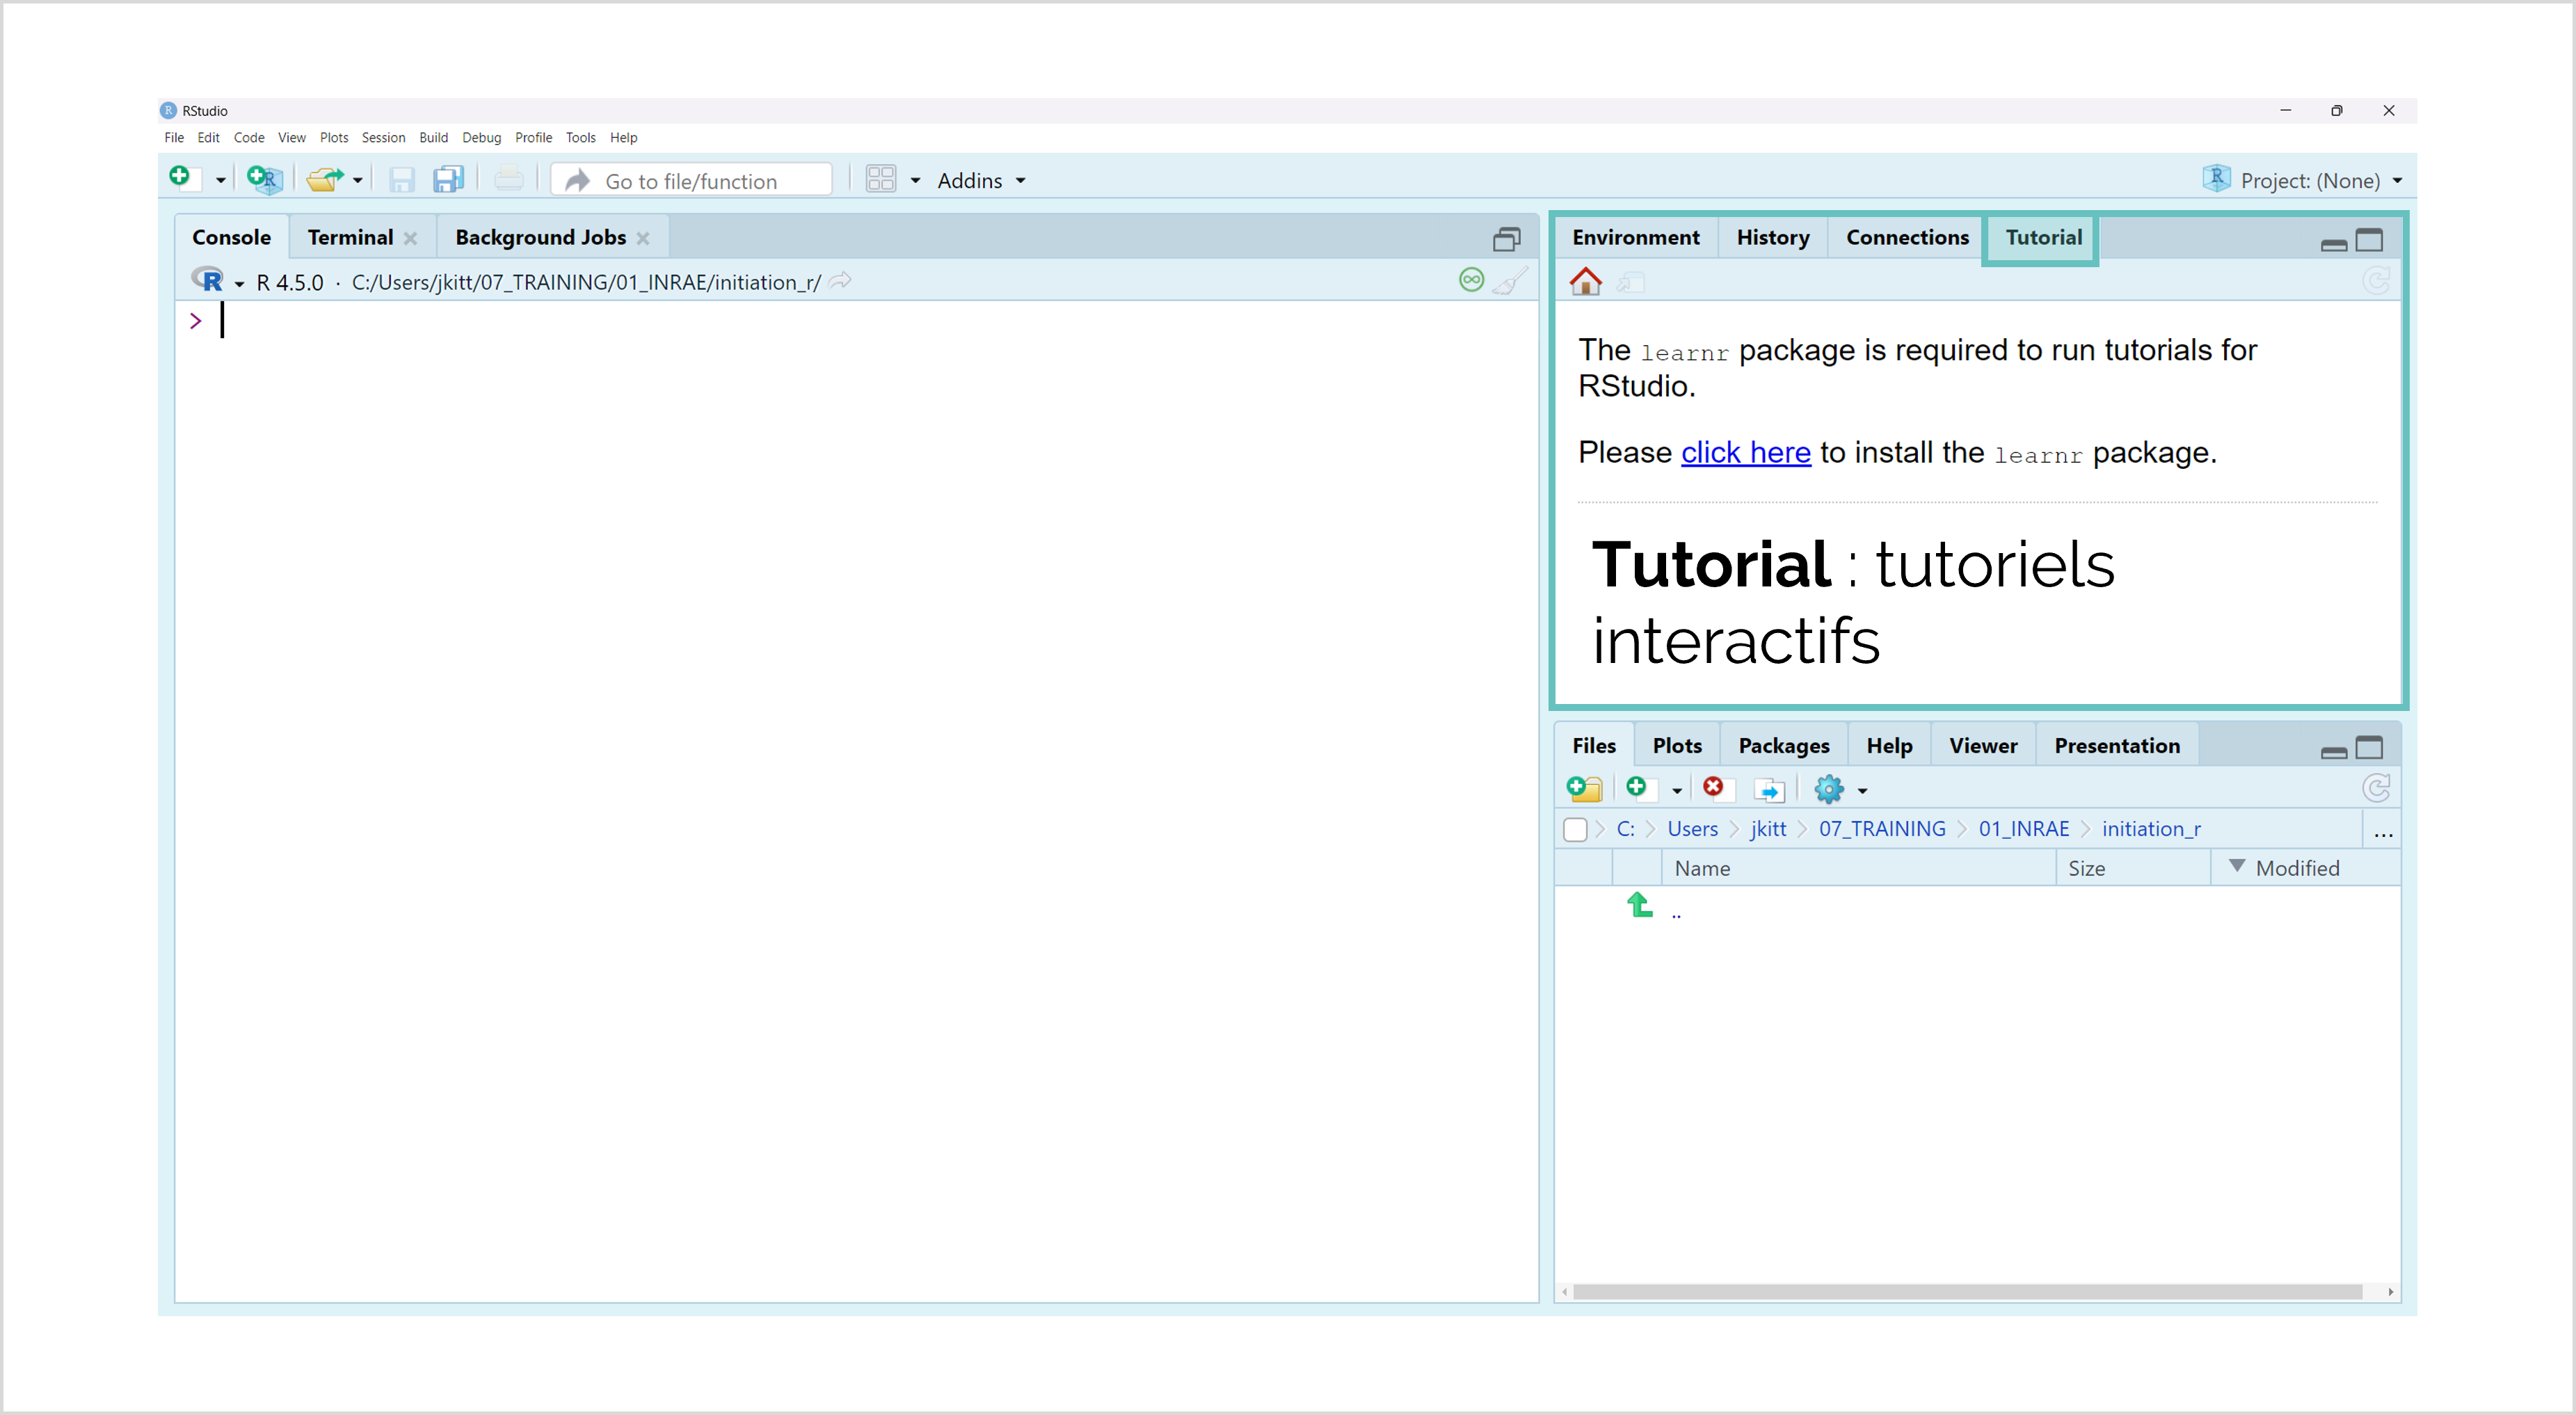 RStudio
File Edit Code View Plots Session Build Debug Profile Tools Help
Go to file/function Addins Project: (None)
Console Terminal Background Jobs
R 4.5.0 · C:/Users/jkitt/07_TRAINING/01_INRAE/initiation_r/
>
Environment History Connections Tutorial
The learnr package is required to run tutorials for
RStudio.
Please click here to install the learnr package.
Tutorial : tutoriels
interactifs
Files Plots Packages Help Viewer Presentation
C: Users jkitt 07_TRAINING 01_INRAE initiation_r ...
Name Size Modified
..